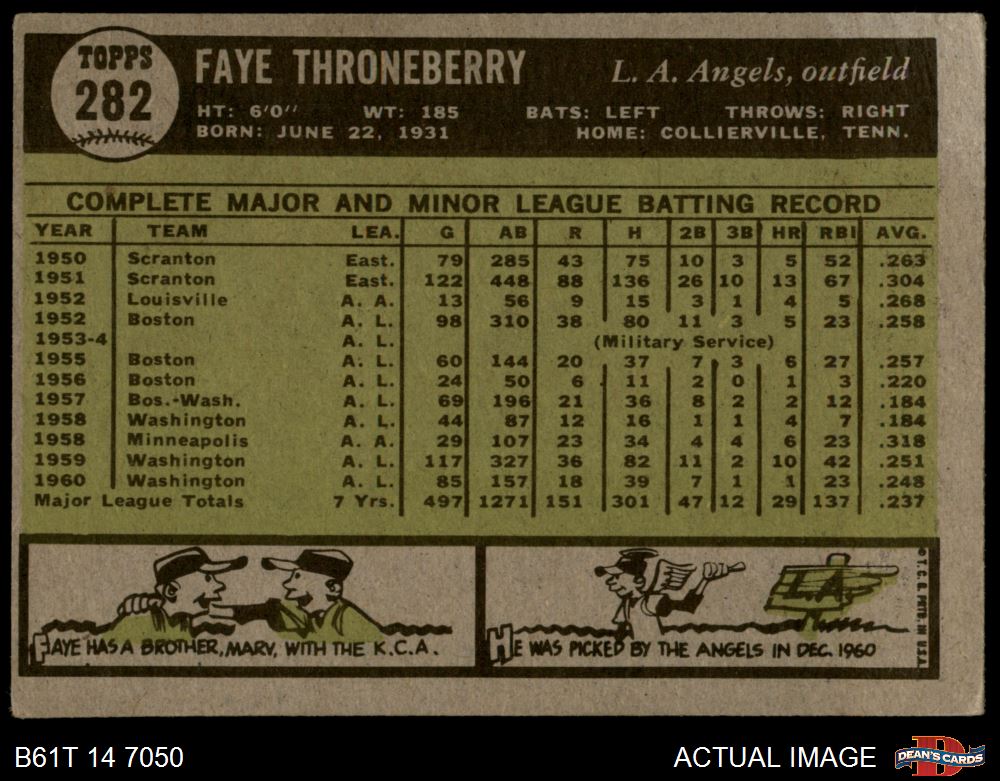 TOPPS
282
FAYE THRONEBERRY
L. A. Angels, outfield
HT: 6'0" WT: 185 BATS: LEFT THROWS: RIGHT
BORN: JUNE 22, 1931 HOME: COLLIERVILLE, TENN.
COMPLETE MAJOR AND MINOR LEAGUE BATTING RECORD
YEAR TEAM LEA. G AB R H 2B 3B HR RBI AVG.
1950 Scranton East. 79 285 43 75 10 3 5 52 .263
1951 Scranton East. 122 448 88 136 26 10 13 67 .304
1952 Louisville A. A. 13 56 9 15 3 1 4 5 .268
1952 Boston A. L. 98 310 38 80 11 3 5 23 .258
1953-4 A. L. (Military Service)
1955 Boston A. L. 60 144 20 37 7 3 6 27 .257
1956 Boston A. L. 24 50 6 11 2 0 1 3 .220
1957 Bos.-Wash. A. L. 69 196 21 36 8 2 2 12 .184
1958 Washington A. L. 44 87 12 16 1 1 4 7 .184
1958 Minneapolis A. A. 29 107 23 34 4 4 6 23 .318
1959 Washington A. L. 117 327 36 82 11 2 10 42 .251
1960 Washington A. L. 85 157 18 39 7 1 1 23 .248
Major League Totals 7 Yrs. 497 1271 151 301 47 12 29 137 .237
FAYE HAS A BROTHER, MARV, WITH THE K.C.A.
L.A.
HE WAS PICKED BY THE ANGELS IN DEC. 1960
© T. C. G. PRTD. IN U.S.A.
B61T 14 7050
ACTUAL IMAGE
D
DEAN'S CARDS